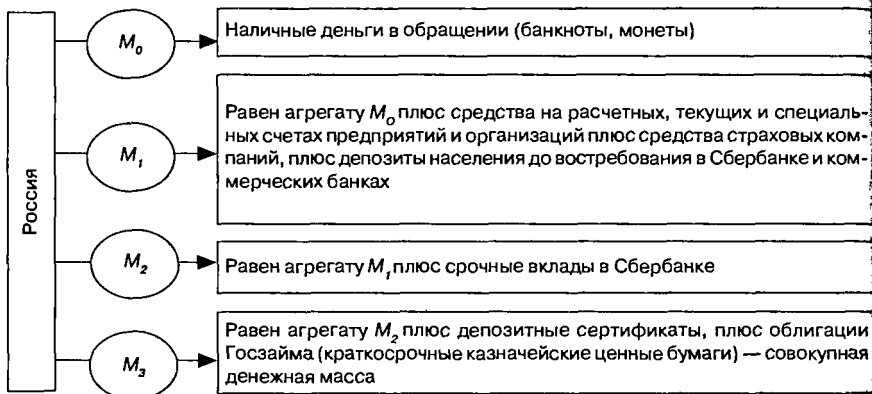 Россия
M₀
Наличные деньги в обращении (банкноты, монеты)
M₁
Равен агрегату M₀ плюс средства на расчетных, текущих и специаль-
ных счетах предприятий и организаций плюс средства страховых ком-
паний, плюс депозиты населения до востребования в Сбербанке и ком-
мерческих банках
M₂
Равен агрегату M₁ плюс срочные вклады в Сбербанке
M₃
Равен агрегату M₂ плюс депозитные сертификаты, плюс облигации
Госзайма (краткосрочные казначейские ценные бумаги) — совокупная
денежная масса